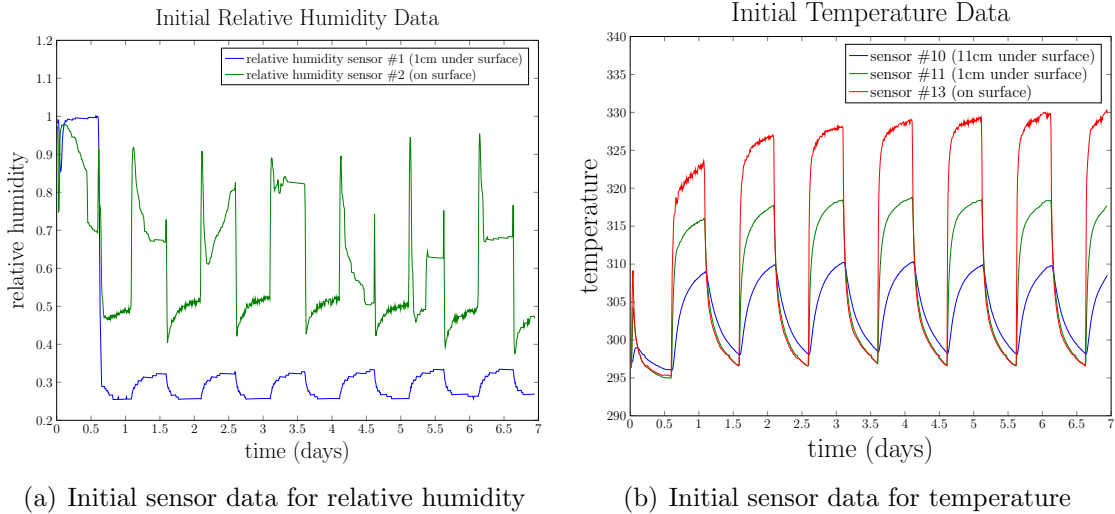 Initial Relative Humidity Data
1.2
1.1
1
0.9
0.8
0.7
0.6
0.5
0.4
0.3
0.2
relative humidity
relative humidity sensor #1 (1cm under surface)
relative humidity sensor #2 (on surface)
0 0.5 1 1.5 2 2.5 3 3.5 4 4.5 5 5.5 6 6.5 7
time (days)
(a) Initial sensor data for relative humidity
Initial Temperature Data
340
335
330
325
320
315
310
305
300
295
290
temperature
sensor #10 (11cm under surface)
sensor #11 (1cm under surface)
sensor #13 (on surface)
0 0.5 1 1.5 2 2.5 3 3.5 4 4.5 5 5.5 6 6.5 7
time (days)
(b) Initial sensor data for temperature